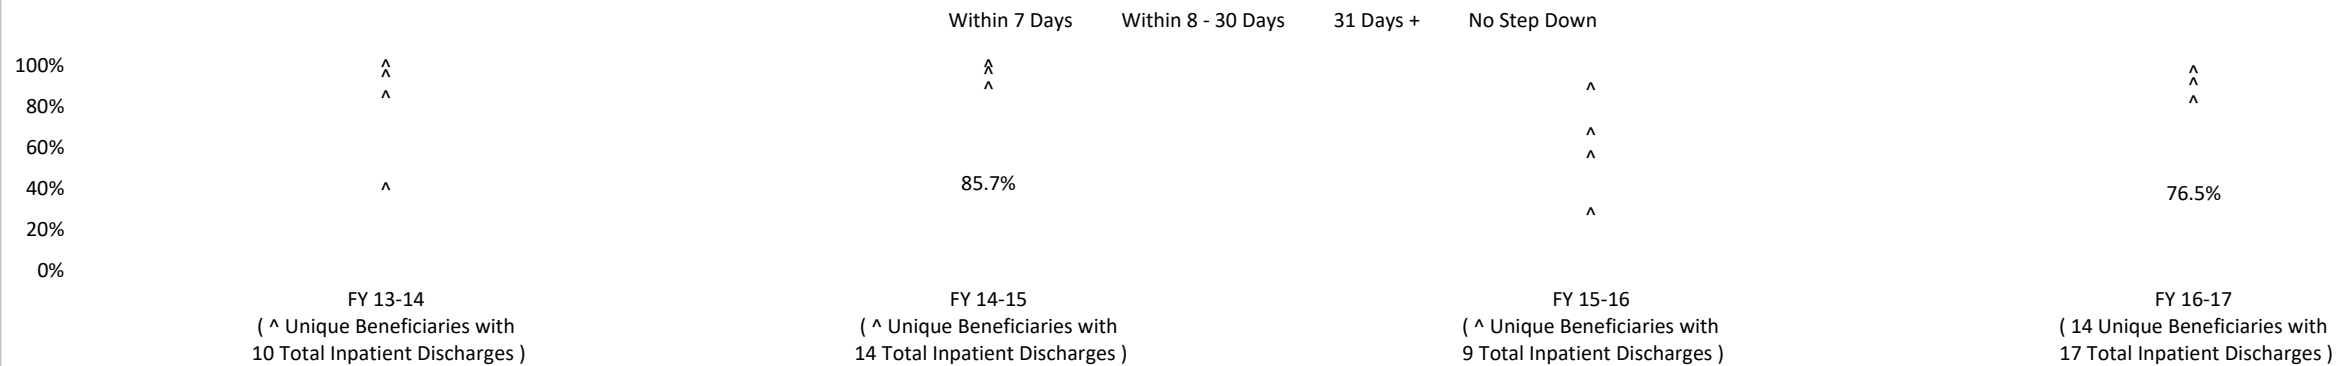 Within 7 Days Within 8 - 30 Days 31 Days + No Step Down
100%
80%
60%
40%
20%
0%
^
^
^
^
^
^
^
85.7%
^
^
^
^
^
^
^
76.5%
FY 13-14
( ^ Unique Beneficiaries with
10 Total Inpatient Discharges )
FY 14-15
( ^ Unique Beneficiaries with
14 Total Inpatient Discharges )
FY 15-16
( ^ Unique Beneficiaries with
9 Total Inpatient Discharges )
FY 16-17
( 14 Unique Beneficiaries with
17 Total Inpatient Discharges )